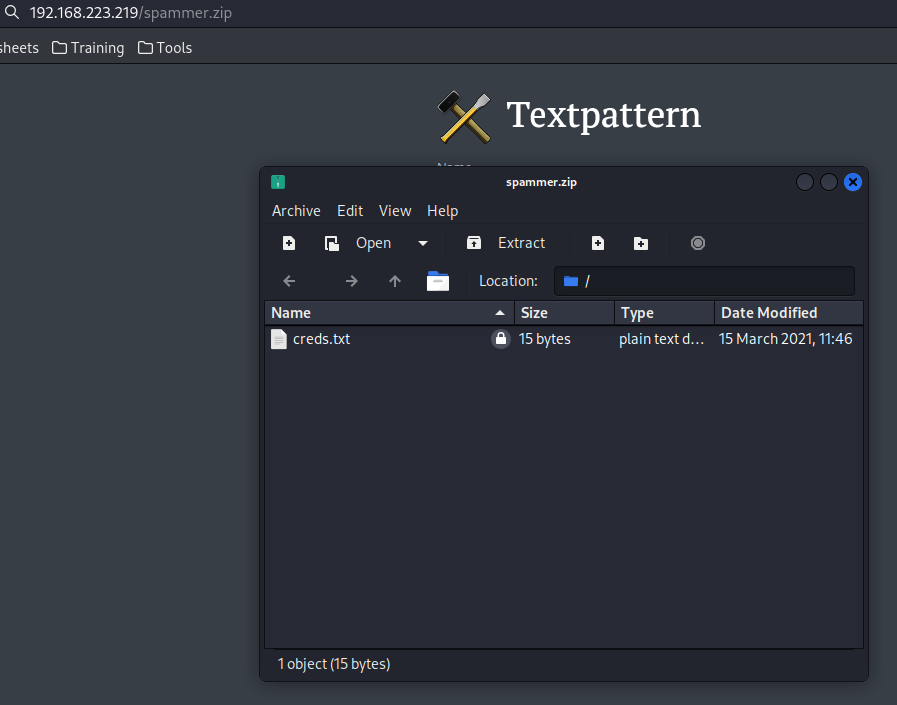 192.168.223.219/spammer.zip
sheets Training Tools
Textpattern
spammer.zip
Archive Edit View Help
Open Extract
Location: /
Name Size Type Date Modified
creds.txt 15 bytes plain text d... 15 March 2021, 11:46
1 object (15 bytes)